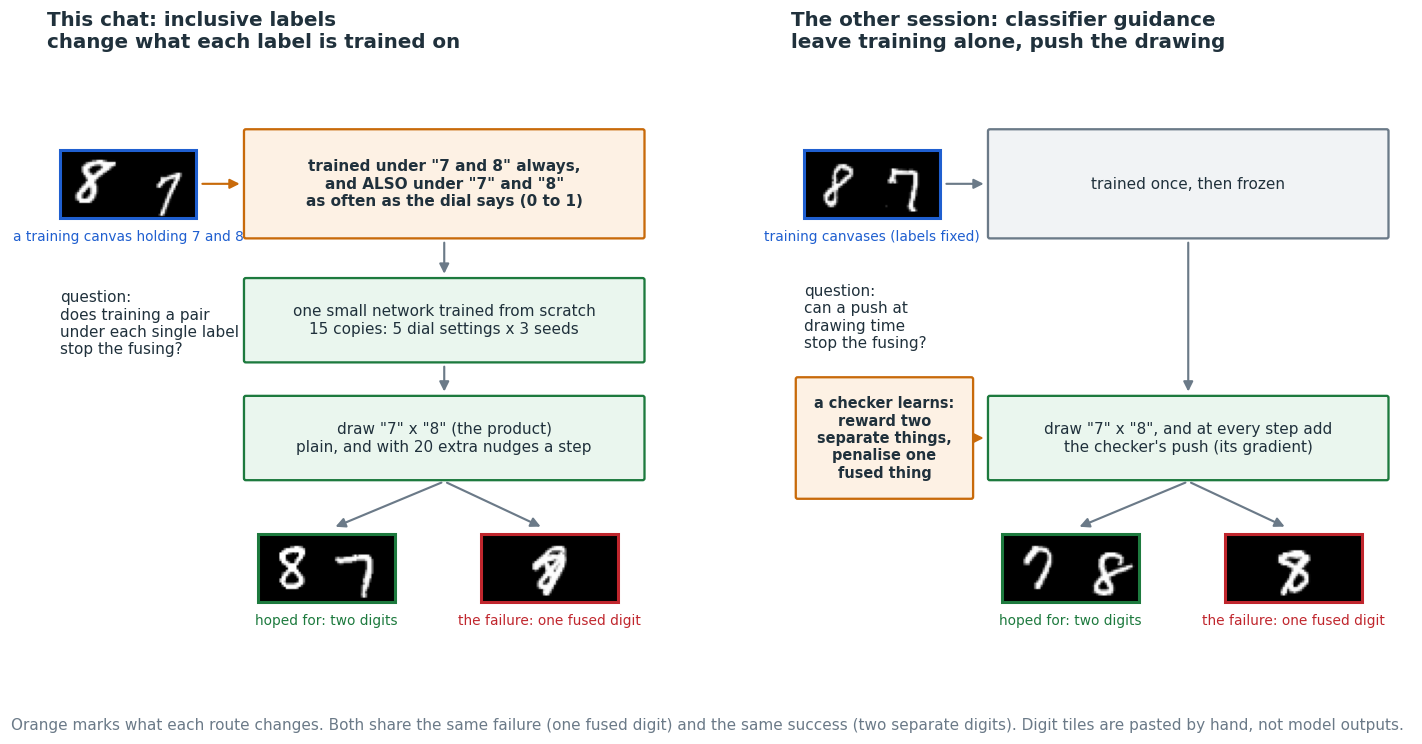 This chat: inclusive labels
change what each label is trained on
trained under "7 and 8" always,
and ALSO under "7" and "8"
as often as the dial says (0 to 1)
8 7
a training canvas holding 7 and 8
question:
does training a pair
under each single label
stop the fusing?
one small network trained from scratch
15 copies: 5 dial settings x 3 seeds
draw "7" x "8" (the product)
plain, and with 20 extra nudges a step
8 7
hoped for: two digits
the failure: one fused digit
The other session: classifier guidance
leave training alone, push the drawing
8 7
training canvases (labels fixed)
trained once, then frozen
question:
can a push at
drawing time
stop the fusing?
a checker learns:
reward two
separate things,
penalise one
fused thing
draw "7" x "8", and at every step add
the checker's push (its gradient)
7 8
hoped for: two digits
the failure: one fused digit
Orange marks what each route changes. Both share the same failure (one fused digit) and the same success (two separate digits). Digit tiles are pasted by hand, not model outputs.